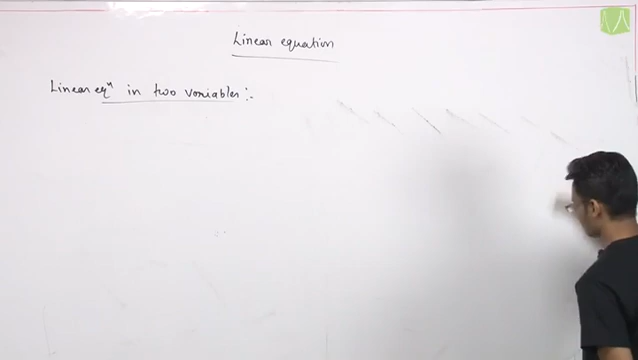 Linear equation
Linear eqⁿ in two variables :-